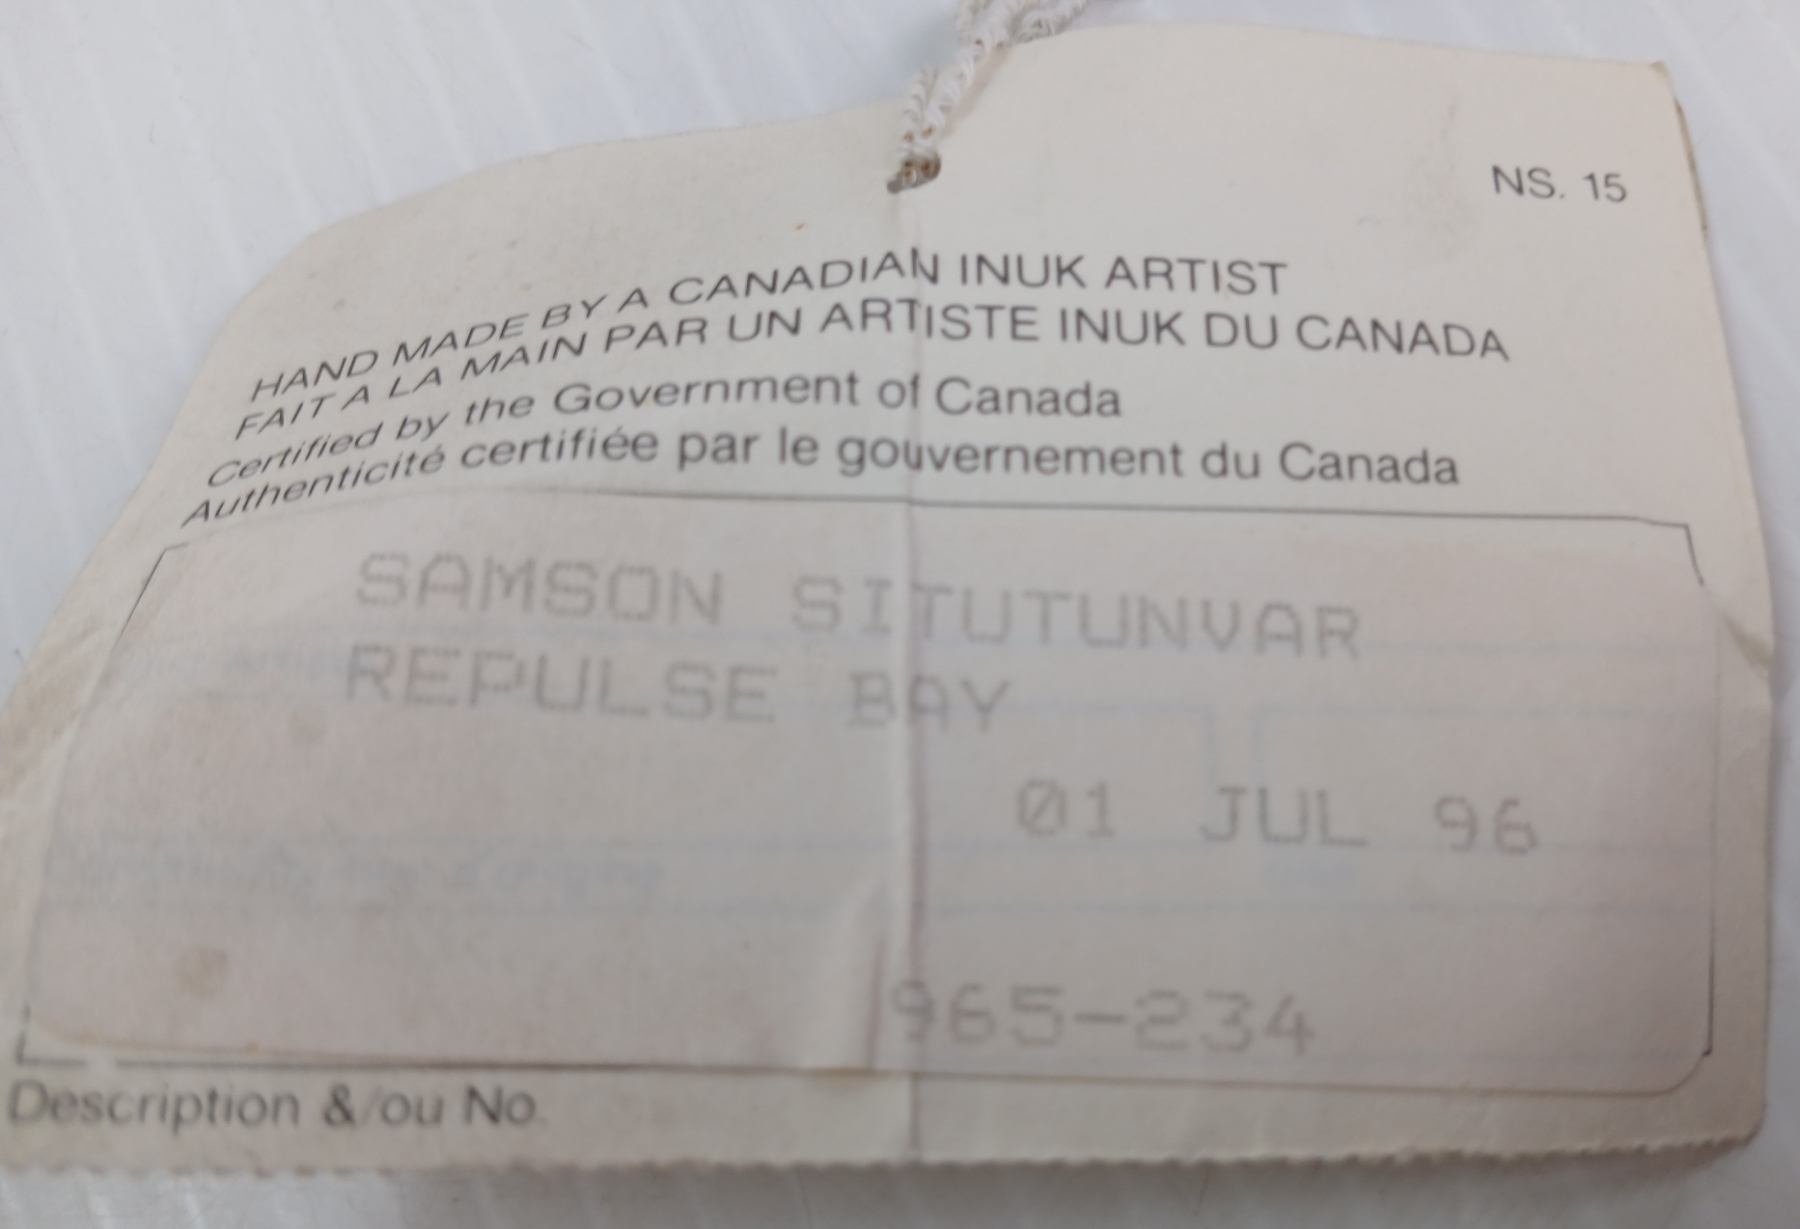 NS. 15
HAND MADE BY A CANADIAN INUK ARTIST
FAIT A LA MAIN PAR UN ARTISTE INUK DU CANADA
Certified by the Government of Canada
Authenticité certifiée par le gouvernement du Canada
SAMSON SITUTUNVAR
REPULSE BAY
01 JUL 96
965-234
Description &/ou No.